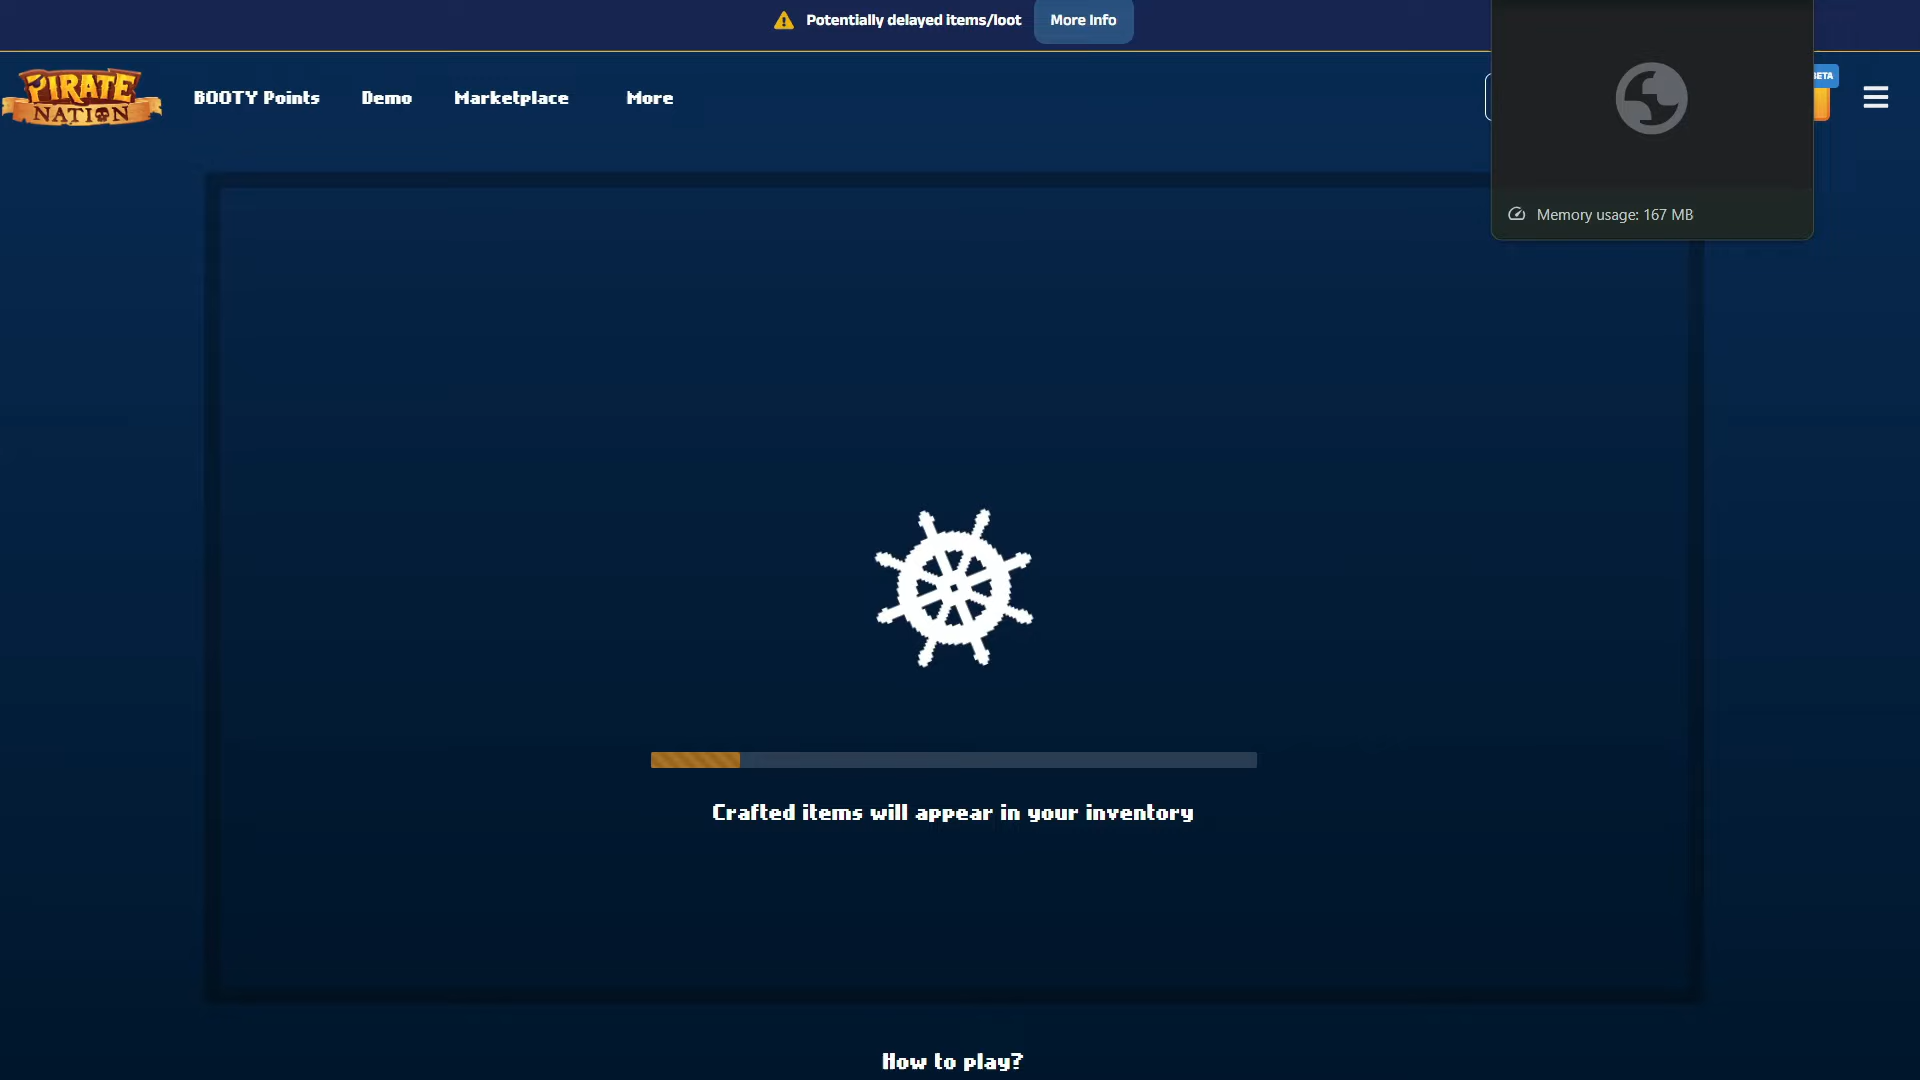 Potentially delayed items/loot
More Info
PIRATE
NATION
BOOTY Points
Demo
Marketplace
More
BETA
Memory usage: 167 MB
Crafted items will appear in your inventory
How to play?